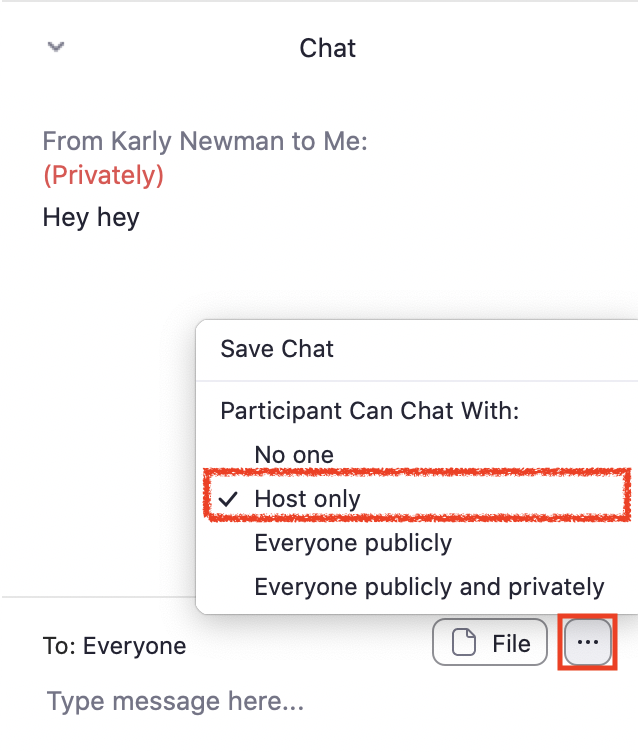 Chat
From Karly Newman to Me:
(Privately)
Hey hey
Save Chat
Participant Can Chat With:
No one
Host only
Everyone publicly
Everyone publicly and privately
To: Everyone
File
Type message here...